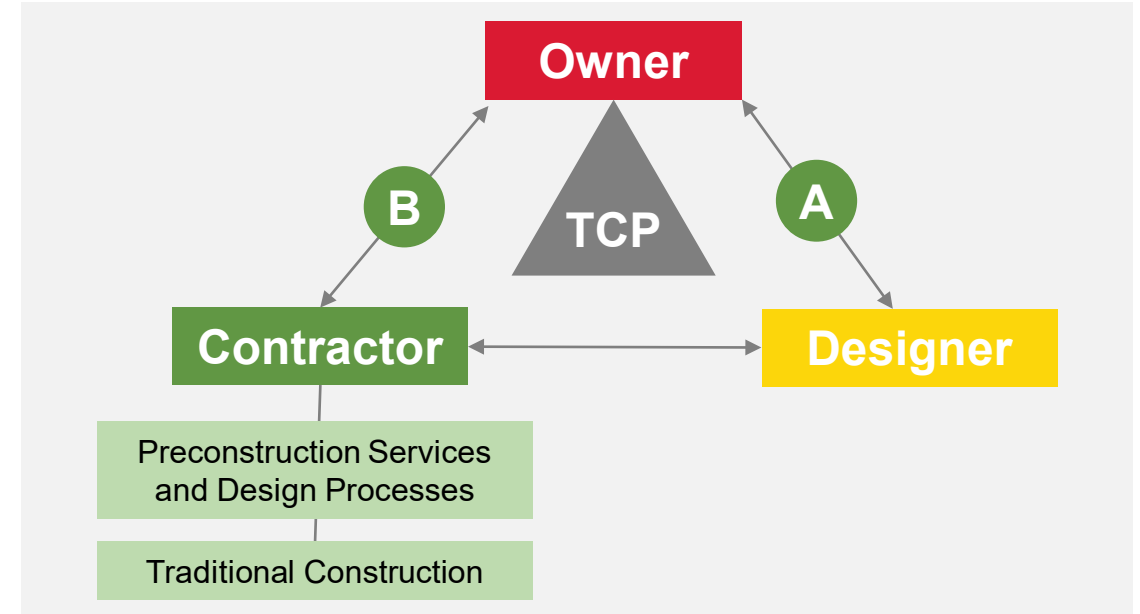 Owner
B
A
TCP
Contractor
Designer
Preconstruction Services
and Design Processes
Traditional Construction